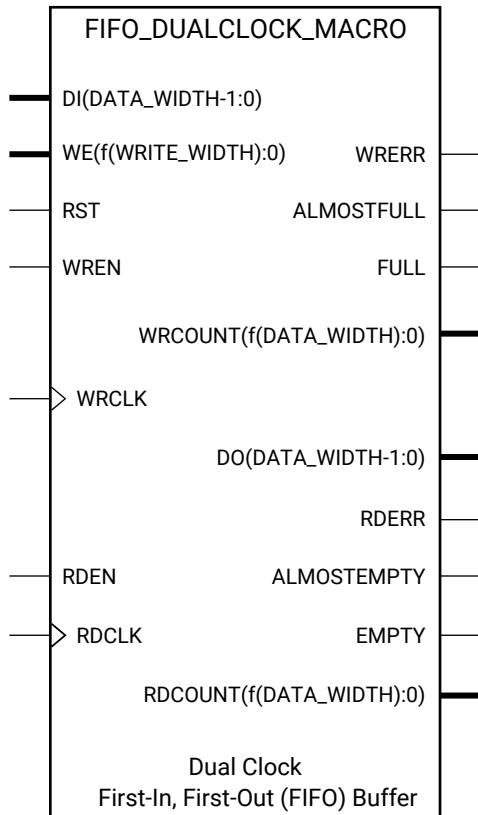 FIFO_DUALCLOCK_MACRO
DI(DATA_WIDTH-1:0)
WE(f(WRITE_WIDTH):0)
WRERR
RST
ALMOSTFULL
WREN
FULL
WRCOUNT(f(DATA_WIDTH):0)
WRCLK
DO(DATA_WIDTH-1:0)
RDERR
RDEN
ALMOSTEMPTY
RDCLK
EMPTY
RDCOUNT(f(DATA_WIDTH):0)
Dual Clock
First-In, First-Out (FIFO) Buffer